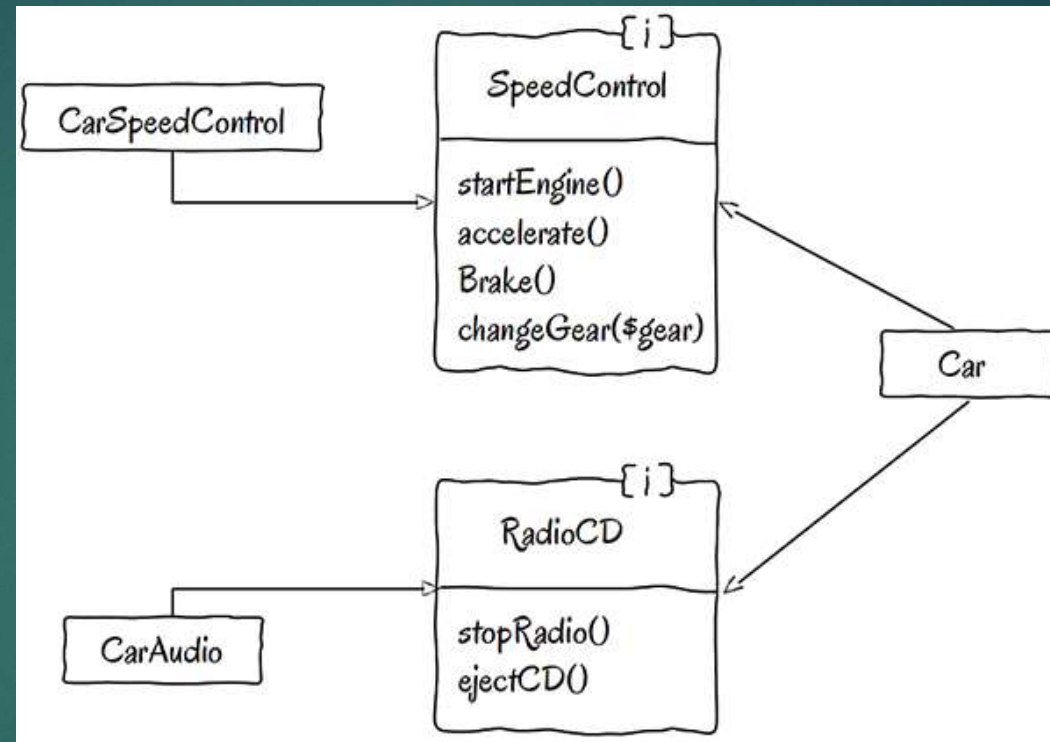 [i]
SpeedControl
CarSpeedControl
startEngine()
accelerate()
Brake()
changeGear($gear)
Car
[i]
RadioCD
stopRadio()
ejectCD()
CarAudio